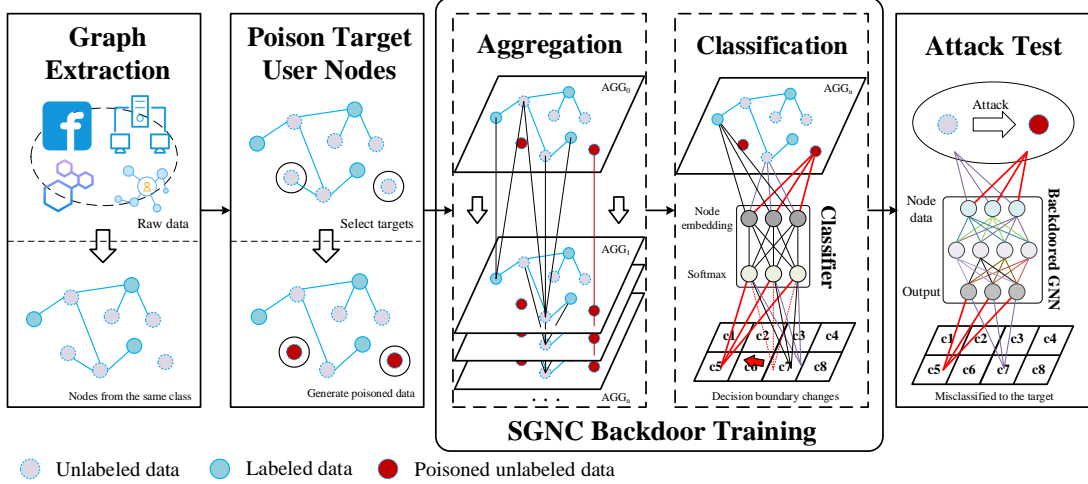 Graph
Extraction
Raw data
Nodes from the same class
Poison Target
User Nodes
Select targets
Generate poisoned data
Aggregation
AGG₀
AGG₁
AGGₙ
. . .
Classification
AGGₙ
Node
embedding
Softmax
Classifier
c1 c2 c3 c4
c5 c6 c7 c8
Decision boundary changes
SGNC Backdoor Training
Attack Test
Attack
Node
data
Output
Backdoored GNN
c1 c2 c3 c4
c5 c6 c7 c8
Misclassified to the target
Unlabeled data
Labeled data
Poisoned unlabeled data